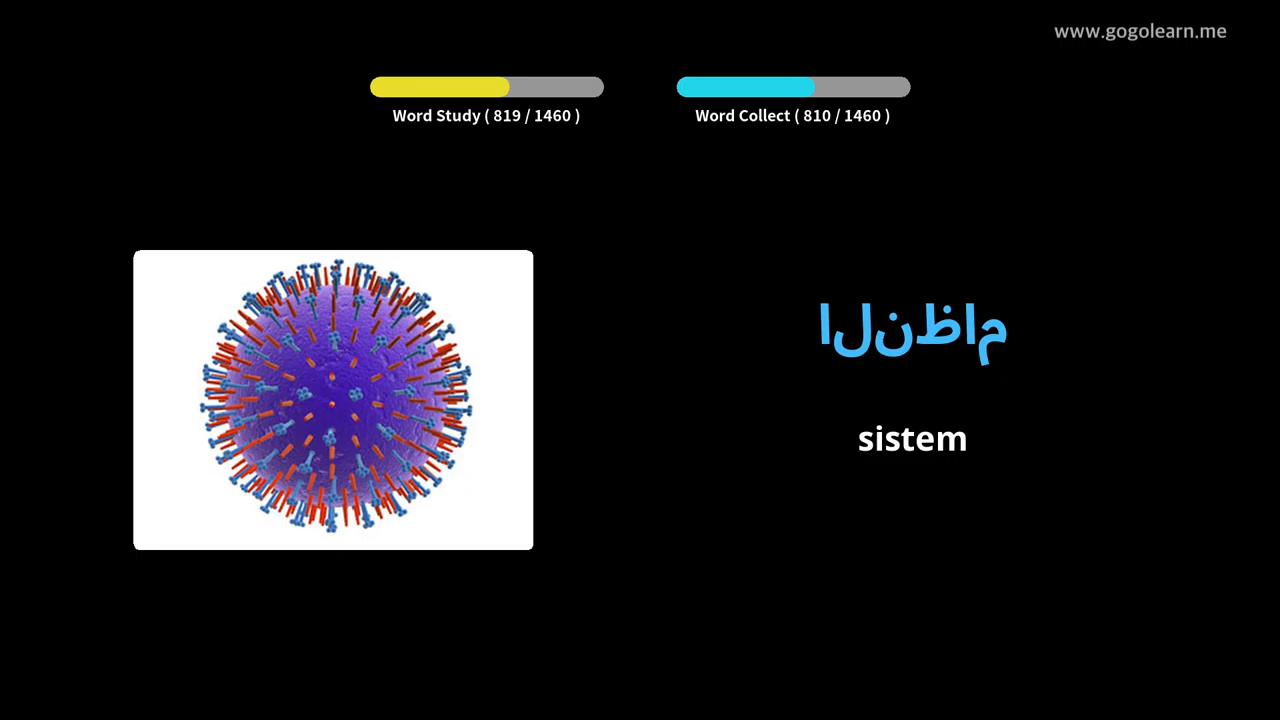 www.gogolearn.me
Word Study ( 819 / 1460 )
Word Collect ( 810 / 1460 )
النظام
sistem